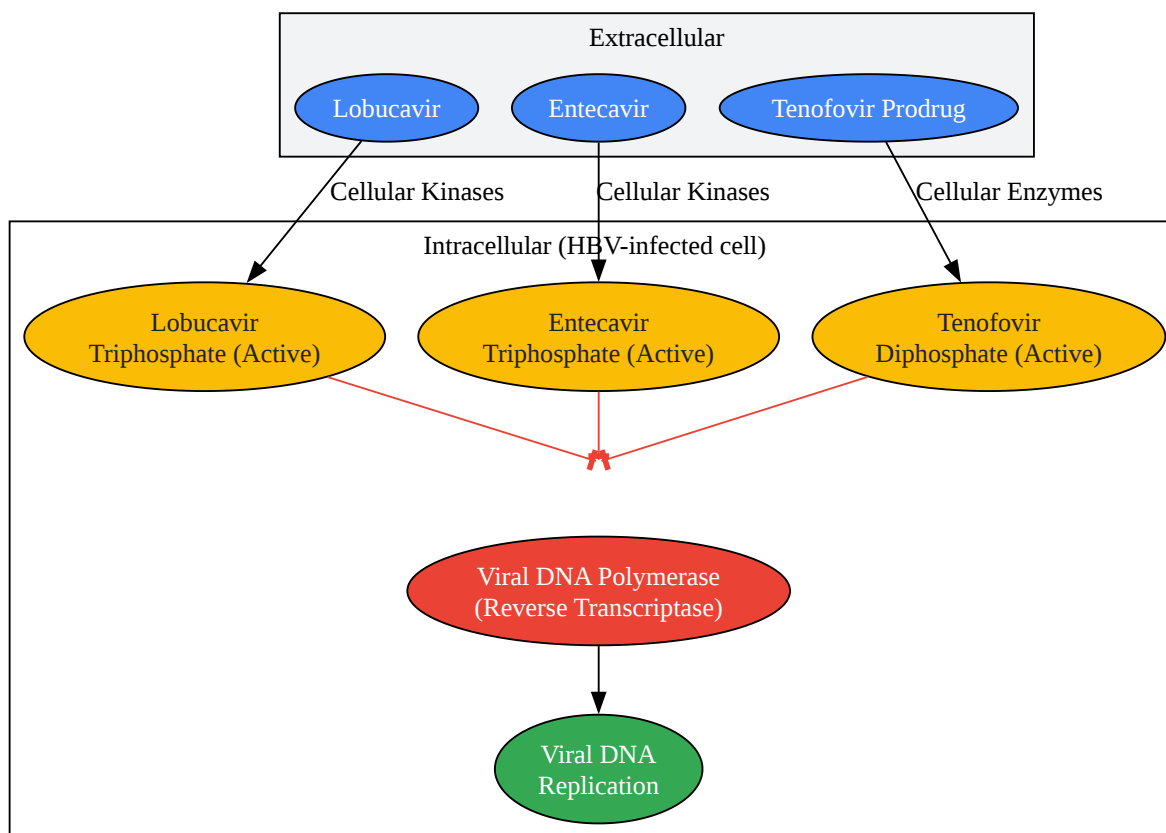 Extracellular
Lobucavir
Entecavir
Tenofovir Prodrug
Cellular Kinases
Cellular Kinases
Cellular Enzymes
Intracellular (HBV-infected cell)
Lobucavir
Triphosphate (Active)
Entecavir
Triphosphate (Active)
Tenofovir
Diphosphate (Active)
Viral DNA Polymerase
(Reverse Transcriptase)
Viral DNA
Replication